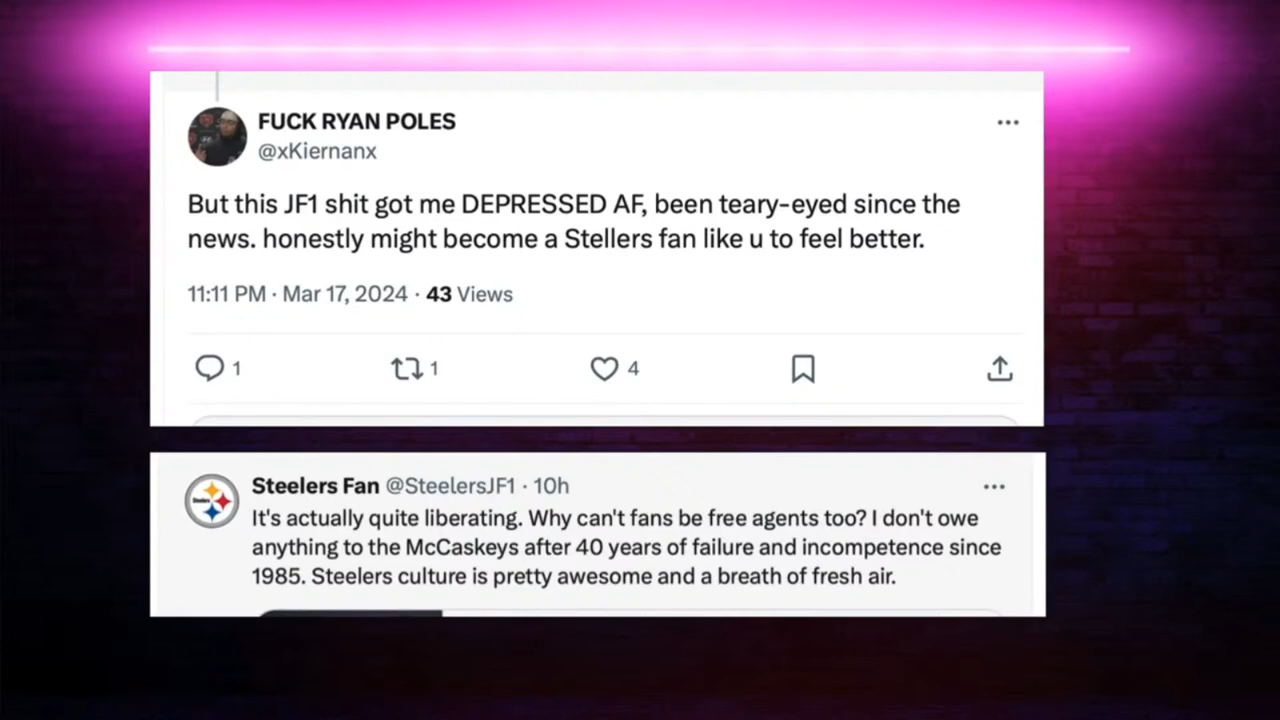 FUCK RYAN POLES
@xKiernanx
But this JF1 shit got me DEPRESSED AF, been teary-eyed since the
news. honestly might become a Stellers fan like u to feel better.
11:11 PM · Mar 17, 2024 · 43 Views
1 1 4
Steelers
Steelers Fan @SteelersJF1 · 10h
It's actually quite liberating. Why can't fans be free agents too? I don't owe
anything to the McCaskeys after 40 years of failure and incompetence since
1985. Steelers culture is pretty awesome and a breath of fresh air.